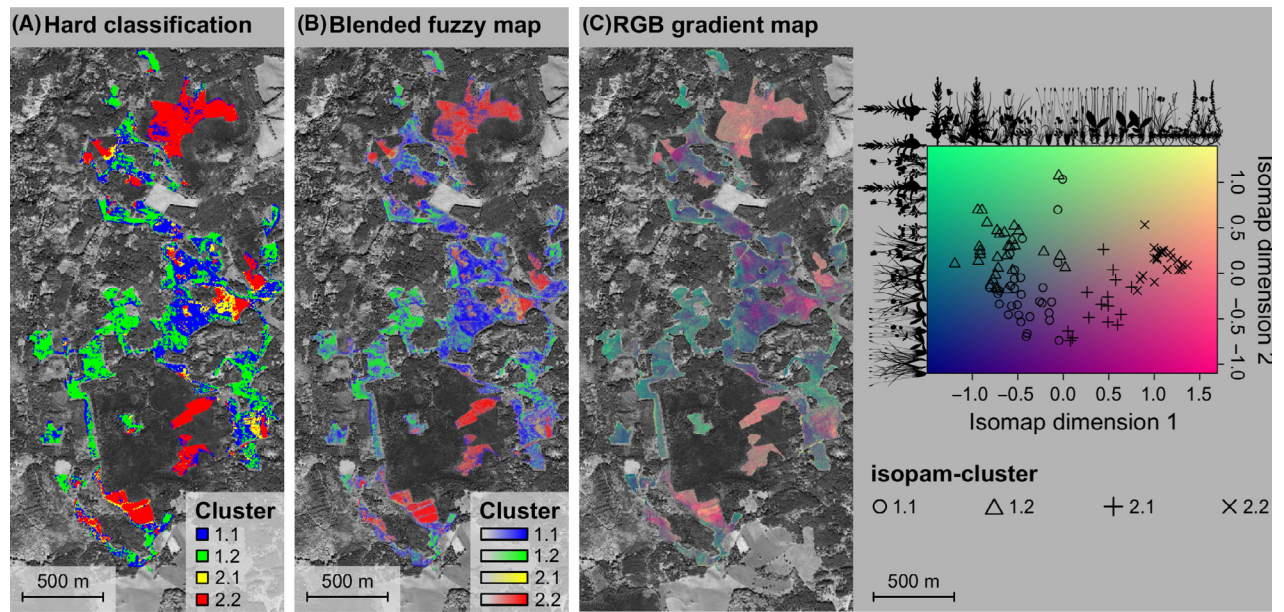 (A) Hard classification
Cluster
1.1
1.2
2.1
2.2
500 m
(B) Blended fuzzy map
Cluster
1.1
1.2
2.1
2.2
(C) RGB gradient map
1.0
0.5
0.0
−0.5
−1.0
Isomap dimension 2
−1.0 −0.5 0.0 0.5 1.0 1.5
Isomap dimension 1
isopam-cluster
1.1 1.2 2.1 2.2
500 m
500 m